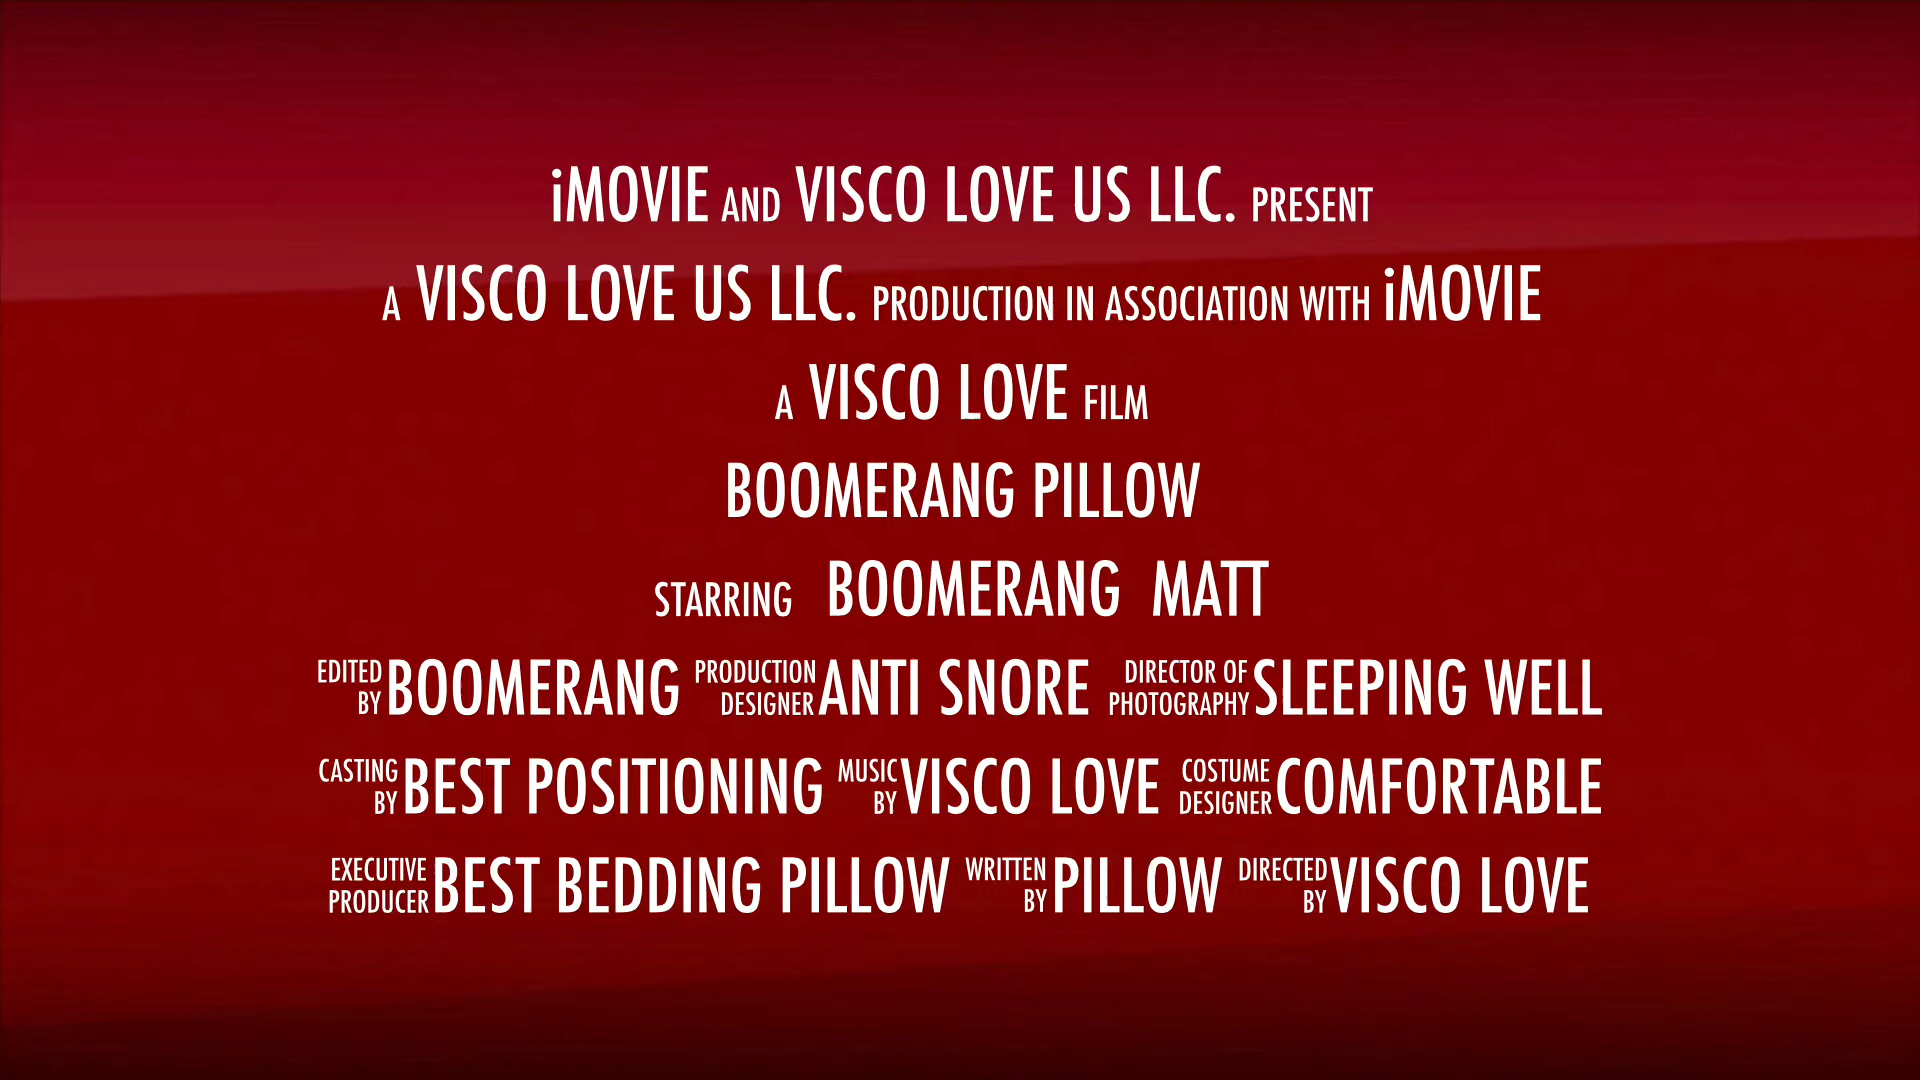 iMOVIE AND VISCO LOVE US LLC. PRESENT
A VISCO LOVE US LLC. PRODUCTION IN ASSOCIATION WITH iMOVIE
A VISCO LOVE FILM
BOOMERANG PILLOW
STARRING BOOMERANG MATT
EDITED BY BOOMERANG PRODUCTION DESIGNER ANTI SNORE DIRECTOR OF PHOTOGRAPHY SLEEPING WELL
CASTING BY BEST POSITIONING MUSIC BY VISCO LOVE COSTUME DESIGNER COMFORTABLE
EXECUTIVE PRODUCER BEST BEDDING PILLOW WRITTEN BY PILLOW DIRECTED BY VISCO LOVE